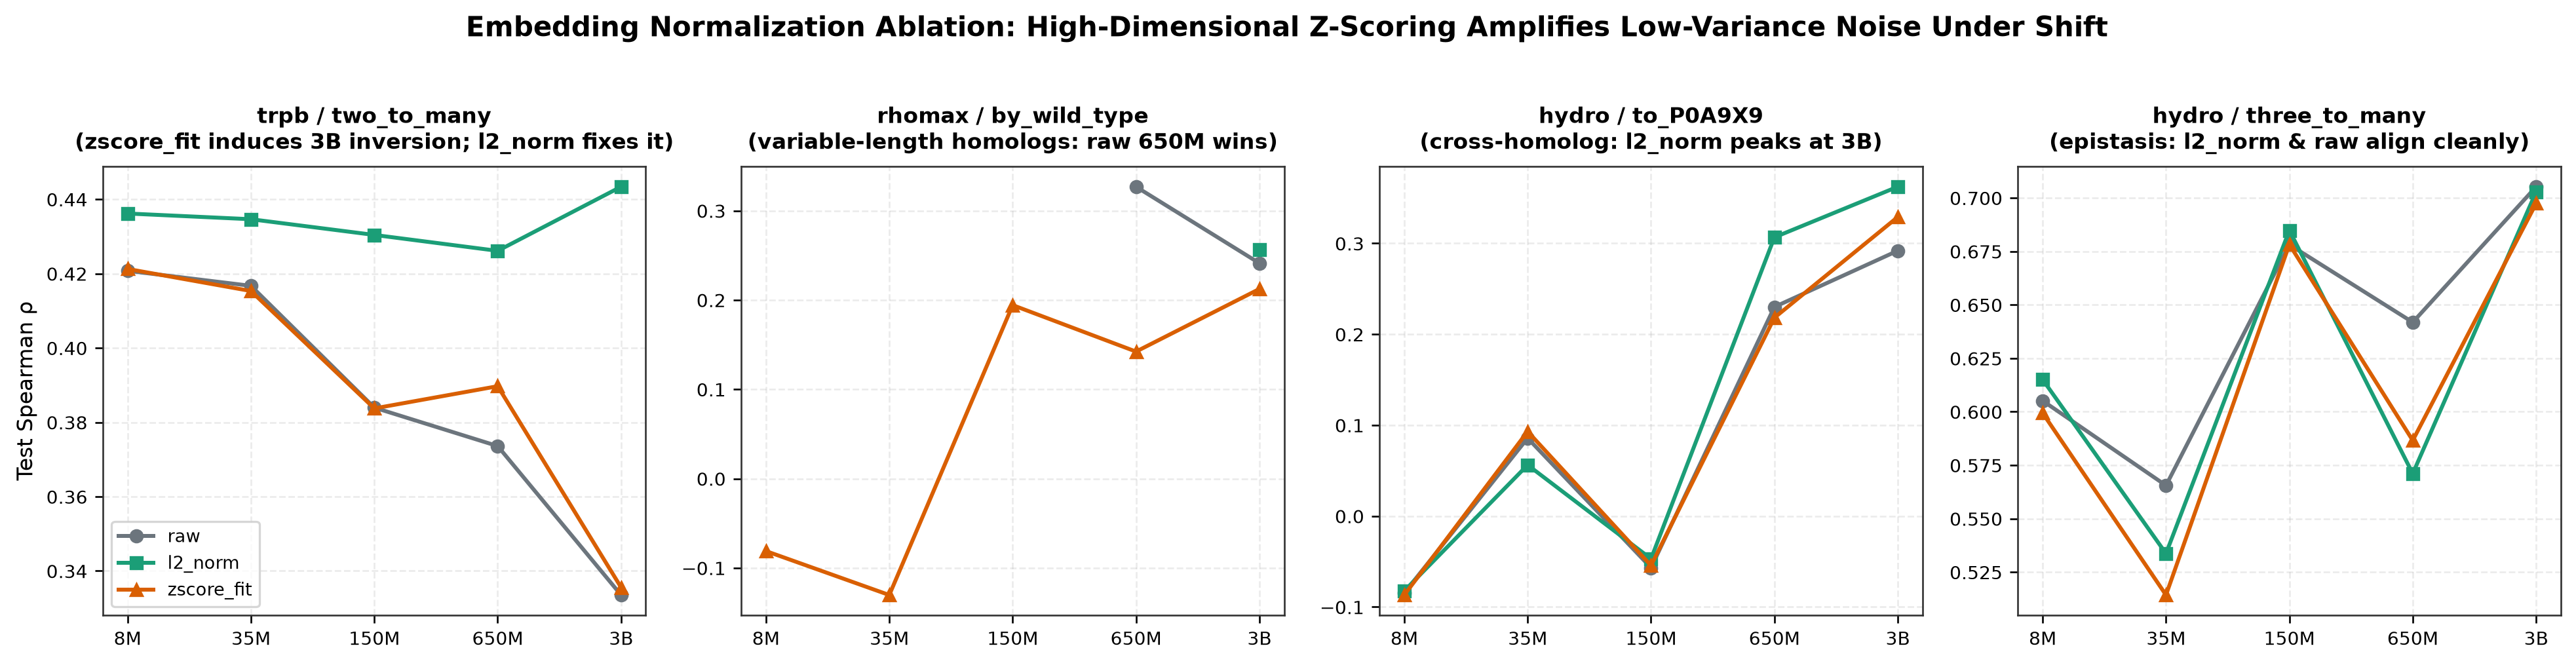 Embedding Normalization Ablation: High-Dimensional Z-Scoring Amplifies Low-Variance Noise Under Shift
trpb / two_to_many
(zscore_fit induces 3B inversion; l2_norm fixes it)
Test Spearman ρ
0.44
0.42
0.40
0.38
0.36
0.34
raw
l2_norm
zscore_fit
8M
35M
150M
650M
3B
rhomax / by_wild_type
(variable-length homologs: raw 650M wins)
0.3
0.2
0.1
0.0
−0.1
8M
35M
150M
650M
3B
hydro / to_P0A9X9
(cross-homolog: l2_norm peaks at 3B)
0.3
0.2
0.1
0.0
−0.1
8M
35M
150M
650M
3B
hydro / three_to_many
(epistasis: l2_norm & raw align cleanly)
0.700
0.675
0.650
0.625
0.600
0.575
0.550
0.525
8M
35M
150M
650M
3B